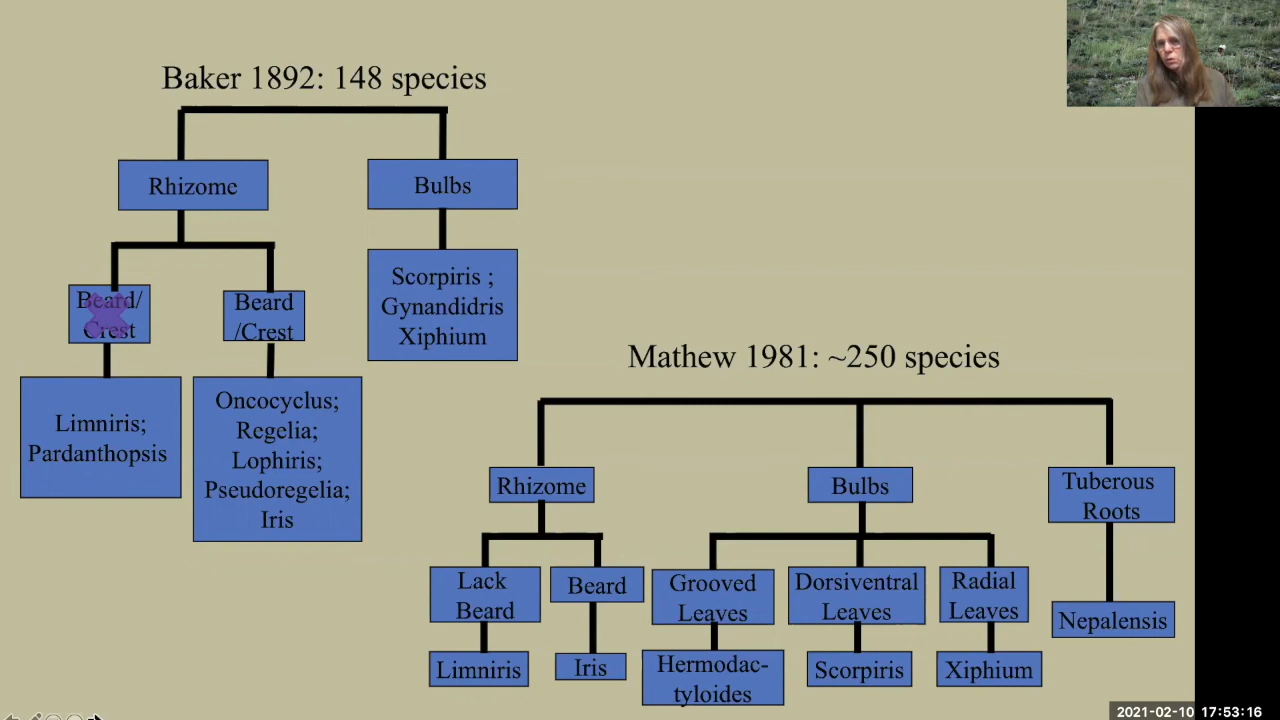 Baker 1892: 148 species
Rhizome
Bulbs
Beard/
Crest
Beard
/Crest
Scorpiris ;
Gynandidris
Xiphium
Limniris;
Pardanthopsis
Oncocyclus;
Regelia;
Lophiris;
Pseudoregelia;
Iris
Mathew 1981: ~250 species
Rhizome
Bulbs
Tuberous
Roots
Lack
Beard
Beard
Grooved
Leaves
Dorsiventral
Leaves
Radial
Leaves
Nepalensis
Limniris
Iris
Hermodac-
tyloides
Scorpiris
Xiphium
2021-02-10 17:53:16